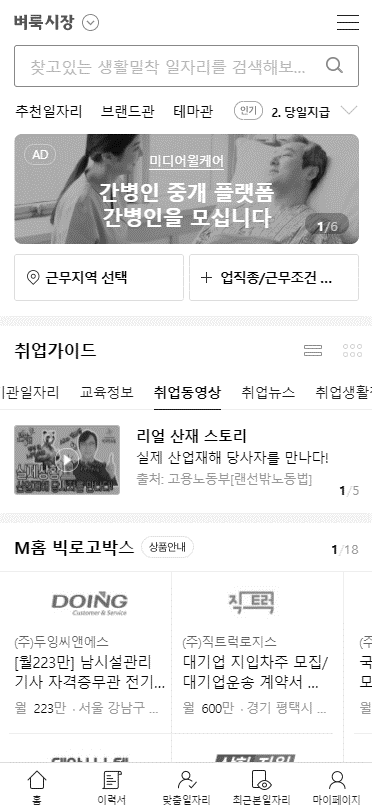 벼룩시장
찾고있는 생활밀착 일자리를 검색해보...
추천일자리 브랜드관 테마관 인기 2. 당일지급
AD
미디어윌케어
간병인 중개 플랫폼
간병인을 모십니다
1/6
근무지역 선택 업직종/근무조건 ...
취업가이드
기관일자리 교육정보 취업동영상 취업뉴스 취업생활
리얼 산재 스토리
실제 산업재해 당사자를 만나다!
출처: 고용노동부[랜선밖노동법]
1/5
M홈 빅로고박스 상품안내 1/18
DOING
Customer & Service
직트럭
(주)두잉씨앤에스 (주)직트럭로지스
[월223만] 남시설관리 대기업 지입차주 모집/
기사 자격증무관 전기... 대기업운송 계약서 ...
월 223만 · 서울 강남구 ... 월 600만 · 경기 평택시 ...
홈 이력서 맞춤일자리 최근본일자리 마이페이지